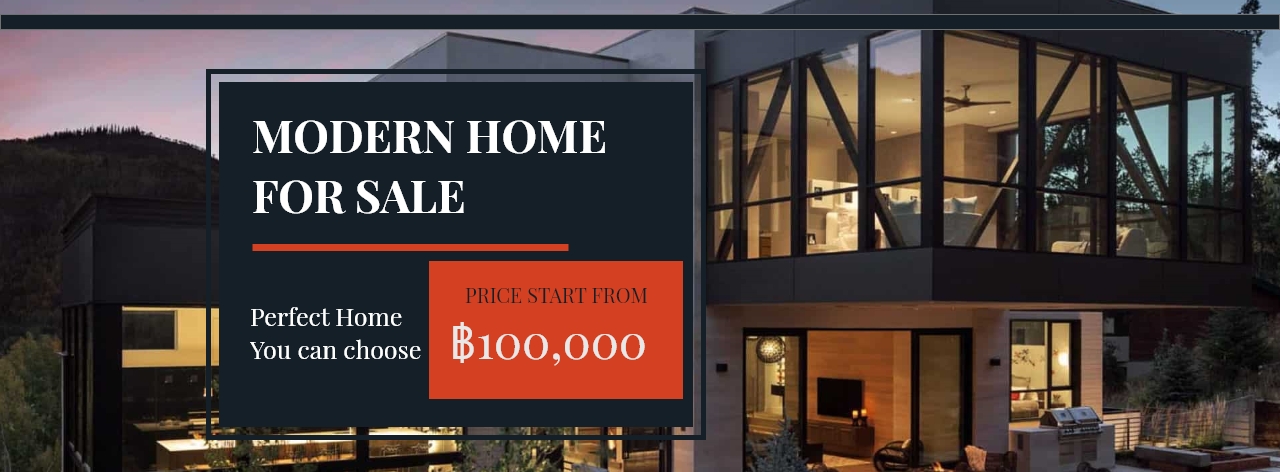 MODERN HOME
FOR SALE
Perfect Home
You can choose
PRICE START FROM
฿100,000